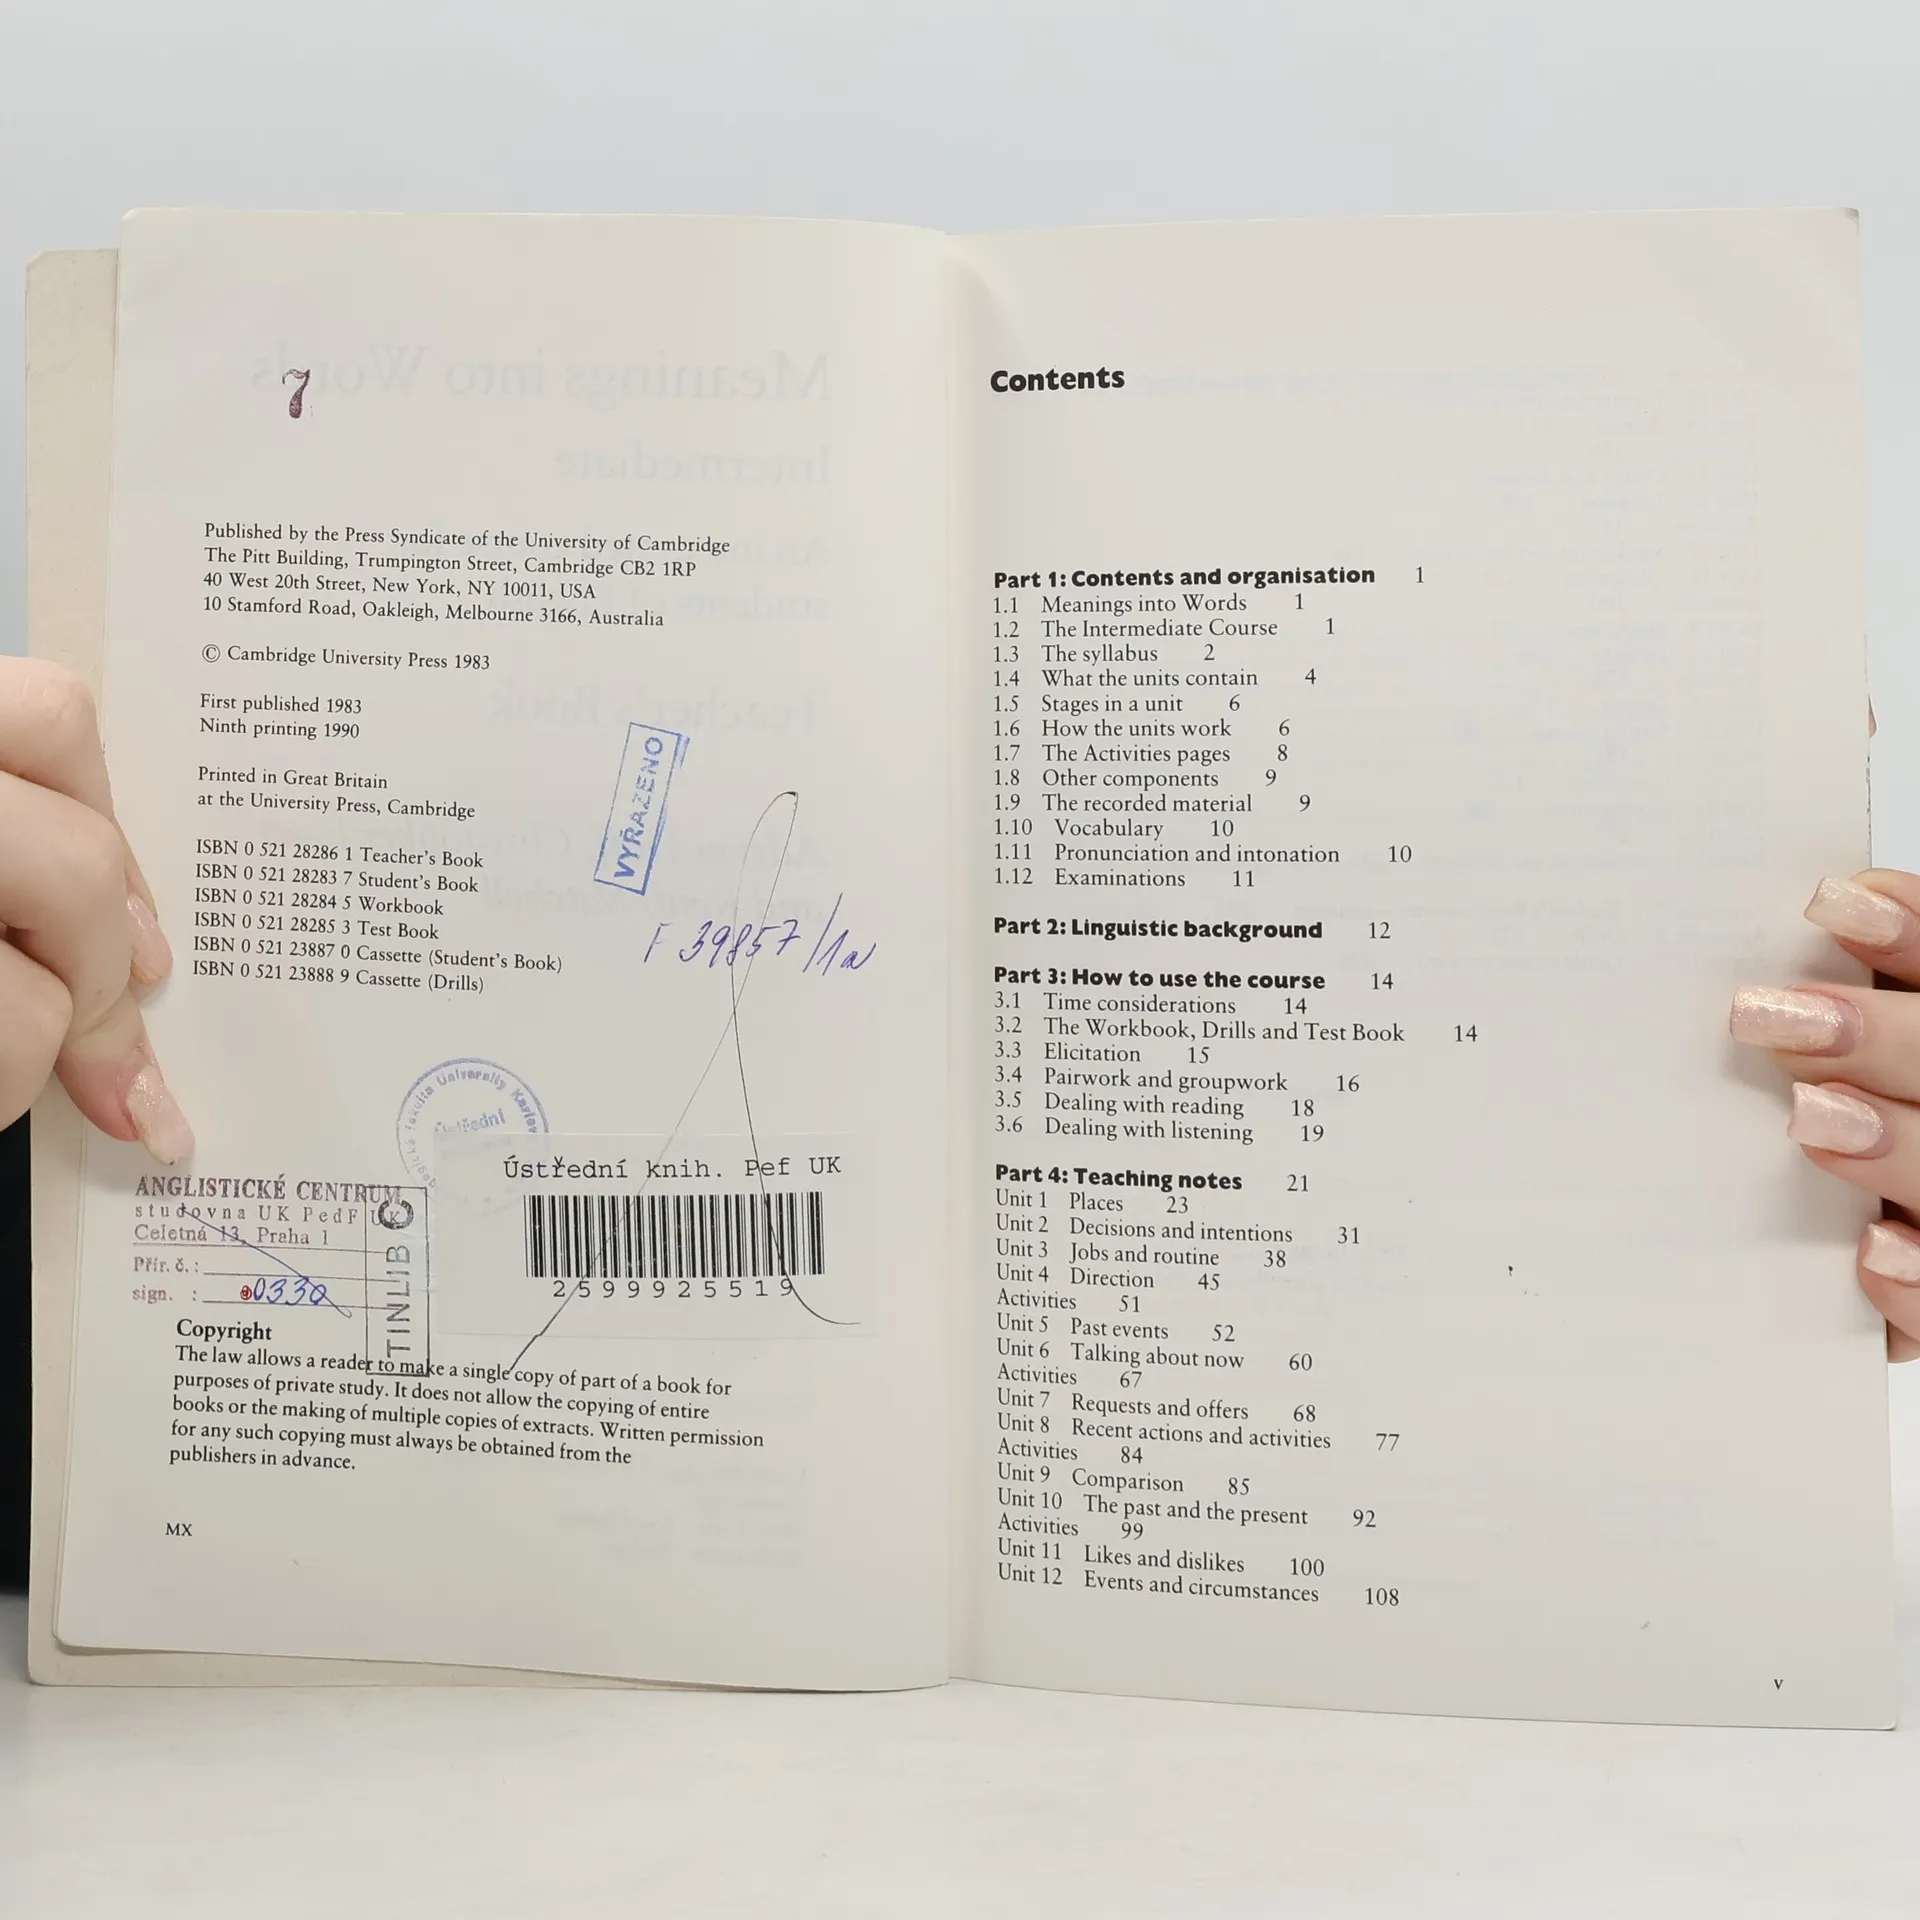 7
Published by the Press Syndicate of the University of Cambridge
The Pitt Building, Trumpington Street, Cambridge CB2 1RP
40 West 20th Street, New York, NY 10011, USA
10 Stamford Road, Oakleigh, Melbourne 3166, Australia
© Cambridge University Press 1983
First published 1983
Ninth printing 1990
Printed in Great Britain
at the University Press, Cambridge
ISBN 0 521 28286 1 Teacher's Book
ISBN 0 521 28283 7 Student's Book
ISBN 0 521 28284 5 Workbook
ISBN 0 521 28285 3 Test Book
ISBN 0 521 23887 0 Cassette (Student's Book)
ISBN 0 521 23888 9 Cassette (Drills)
VYŘAZENO
F 39857/1a
fakulta University Karlovy
Ústřední
Ústřední knih. Pef UK
2599925519
ANGLISTICKÉ CENTRUM
studovna UK PedF UK
Celetná 13, Praha 1
Přír. č.:
sign. : 0330
TINLIB
Copyright
The law allows a reader to make a single copy of part of a book for
purposes of private study. It does not allow the copying of entire
books or the making of multiple copies of extracts. Written permission
for any such copying must always be obtained from the
publishers in advance.
MX
Contents
Part 1: Contents and organisation 1
1.1 Meanings into Words 1
1.2 The Intermediate Course 1
1.3 The syllabus 2
1.4 What the units contain 4
1.5 Stages in a unit 6
1.6 How the units work 6
1.7 The Activities pages 8
1.8 Other components 9
1.9 The recorded material 9
1.10 Vocabulary 10
1.11 Pronunciation and intonation 10
1.12 Examinations 11
Part 2: Linguistic background 12
Part 3: How to use the course 14
3.1 Time considerations 14
3.2 The Workbook, Drills and Test Book 14
3.3 Elicitation 15
3.4 Pairwork and groupwork 16
3.5 Dealing with reading 18
3.6 Dealing with listening 19
Part 4: Teaching notes 21
Unit 1 Places 23
Unit 2 Decisions and intentions 31
Unit 3 Jobs and routine 38
Unit 4 Direction 45
Activities 51
Unit 5 Past events 52
Unit 6 Talking about now 60
Activities 67
Unit 7 Requests and offers 68
Unit 8 Recent actions and activities 77
Activities 84
Unit 9 Comparison 85
Unit 10 The past and the present 92
Activities 99
Unit 11 Likes and dislikes 100
Unit 12 Events and circumstances 108
v